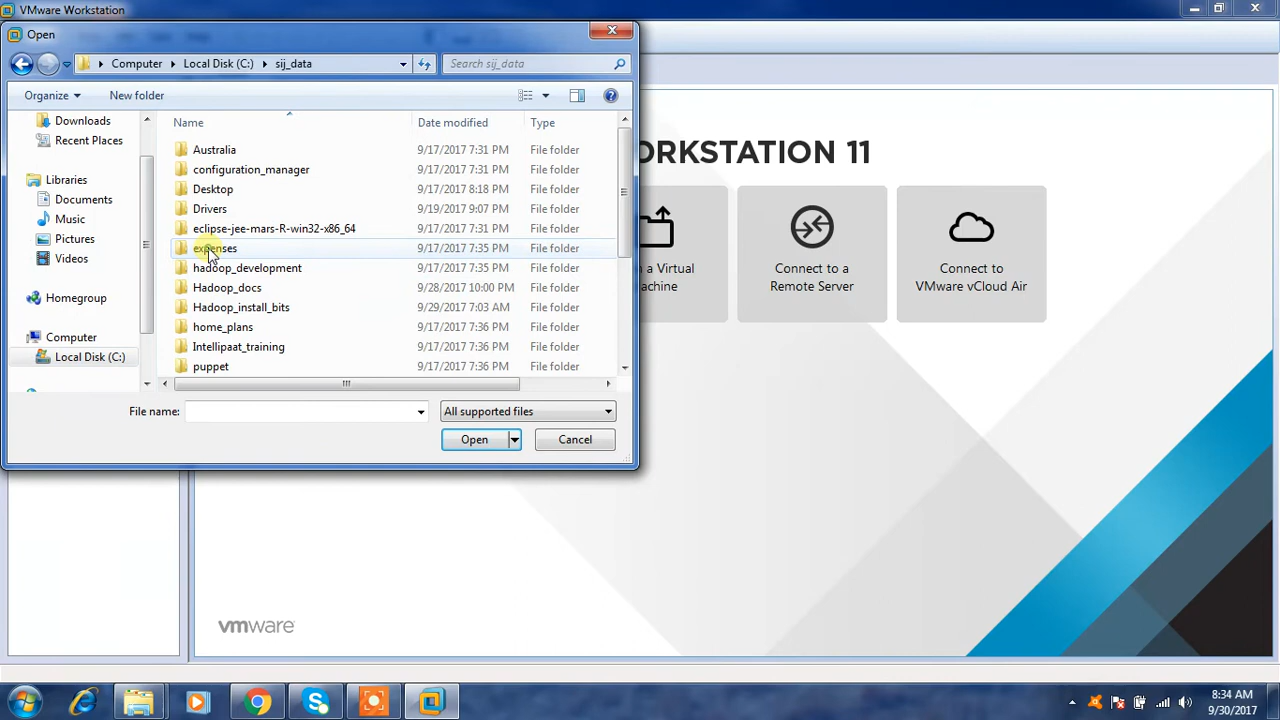 VMware Workstation
Open
Computer Local Disk (C:) sij_data
Search sij_data
Organize
New folder
Downloads
Recent Places
Libraries
Documents
Music
Pictures
Videos
Homegroup
Computer
Local Disk (C:)
Name Date modified Type
Australia 9/17/2017 7:31 PM File folder
configuration_manager 9/17/2017 7:31 PM File folder
Desktop 9/17/2017 8:18 PM File folder
Drivers 9/19/2017 9:07 PM File folder
eclipse-jee-mars-R-win32-x86_64 9/17/2017 7:31 PM File folder
expenses 9/17/2017 7:35 PM File folder
hadoop_development 9/17/2017 7:35 PM File folder
Hadoop_docs 9/28/2017 10:00 PM File folder
Hadoop_install_bits 9/29/2017 7:03 AM File folder
home_plans 9/17/2017 7:36 PM File folder
Intellipaat_training 9/17/2017 7:36 PM File folder
puppet 9/17/2017 7:36 PM File folder
File name:
All supported files
Open
Cancel
ORKSTATION 11
n a Virtual
achine
Connect to a
Remote Server
Connect to
VMware vCloud Air
vmware
8:34 AM
9/30/2017